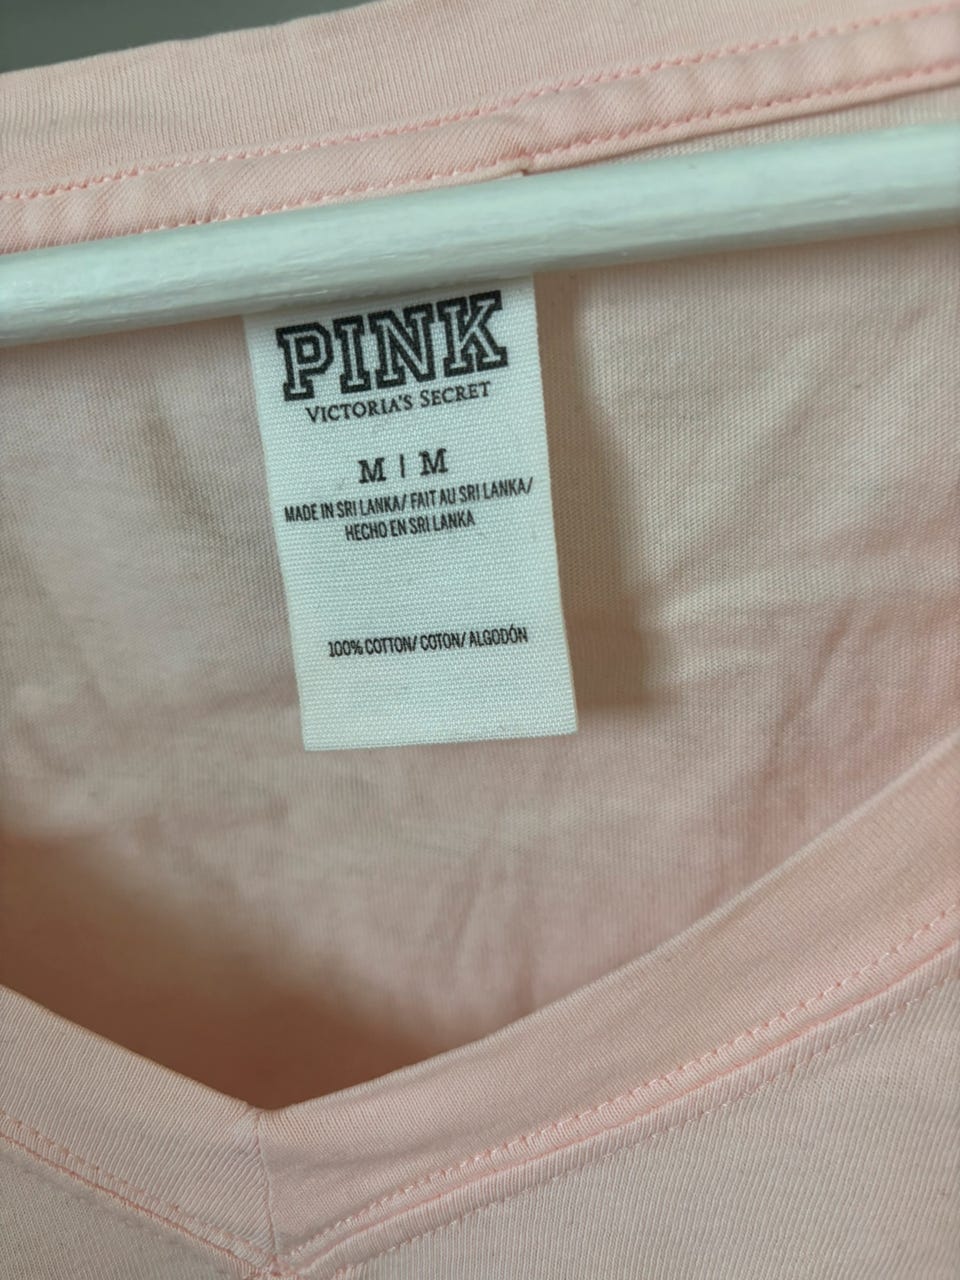 PINK
VICTORIA'S SECRET
M | M
MADE IN SRI LANKA/ FAIT AU SRI LANKA/
HECHO EN SRI LANKA
100% COTTON/ COTON/ ALGODÓN